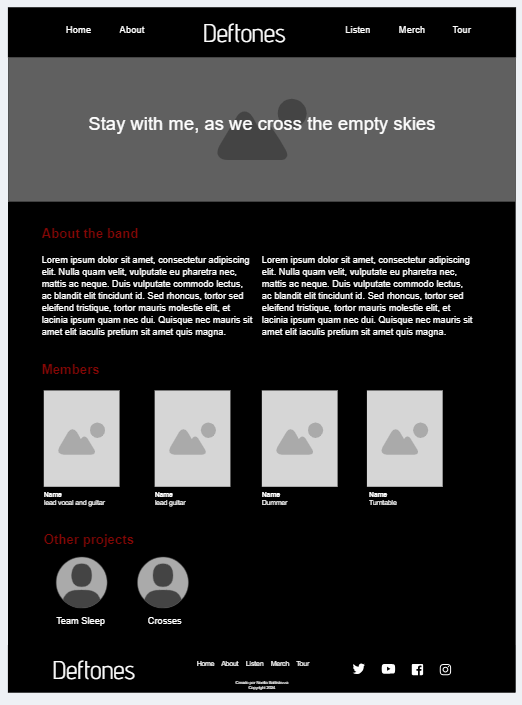 Home About Deftones Listen Merch Tour
Stay with me, as we cross the empty skies
About the band
Lorem ipsum dolor sit amet, consectetur adipiscing
elit. Nulla quam velit, vulputate eu pharetra nec,
mattis ac neque. Duis vulputate commodo lectus,
ac blandit elit tincidunt id. Sed rhoncus, tortor sed
eleifend tristique, tortor mauris molestie elit, et
lacinia ipsum quam nec dui. Quisque nec mauris sit
amet elit iaculis pretium sit amet quis magna.
Lorem ipsum dolor sit amet, consectetur adipiscing
elit. Nulla quam velit, vulputate eu pharetra nec,
mattis ac neque. Duis vulputate commodo lectus,
ac blandit elit tincidunt id. Sed rhoncus, tortor sed
eleifend tristique, tortor mauris molestie elit, et
lacinia ipsum quam nec dui. Quisque nec mauris sit
amet elit iaculis pretium sit amet quis magna.
Members
Name
lead vocal and guitar
Name
lead guitar
Name
Dummer
Name
Turntable
Other projects
Team Sleep
Crosses
Deftones
Home About Listen Merch Tour
Copyright